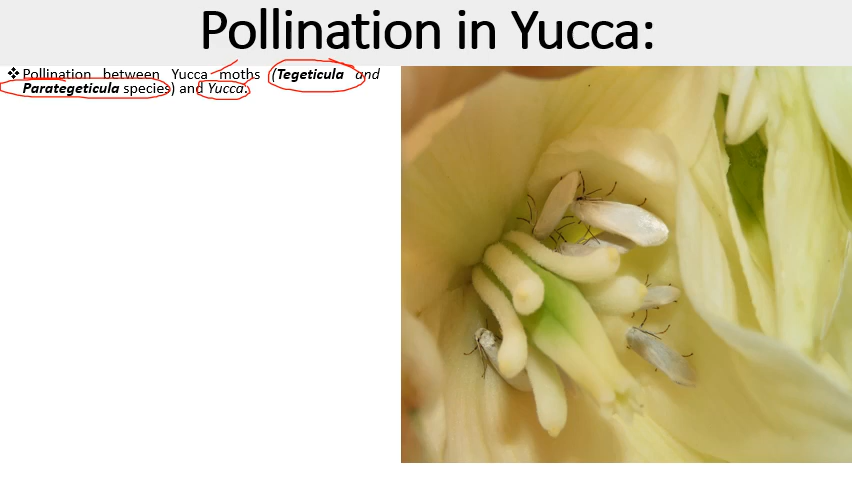 Pollination in Yucca:
❖Pollination between Yucca moths (Tegeticula and
Parategeticula species) and Yucca.